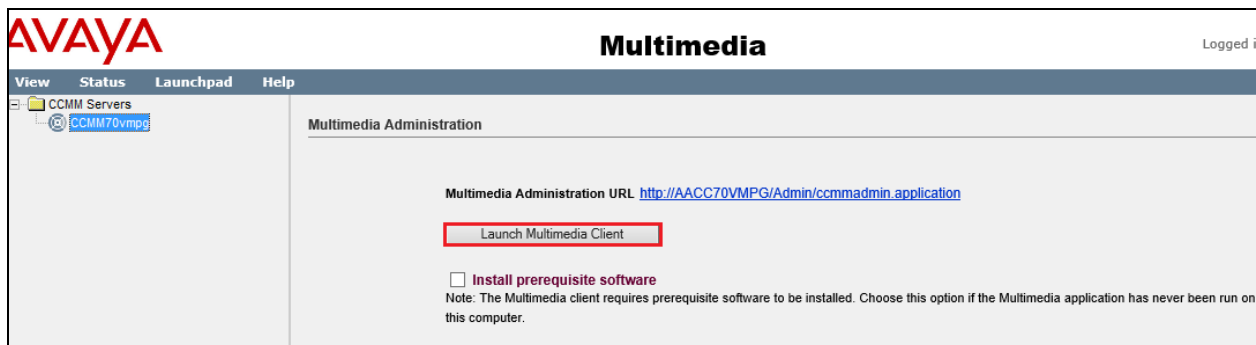 AVAYA
Multimedia
Logged i
View Status Launchpad Help
CCMM Servers
CCMM70vmpg
Multimedia Administration
Multimedia Administration URL http://AACC70VMPG/Admin/ccmmadmin.application
Launch Multimedia Client
Install prerequisite software
Note: The Multimedia client requires prerequisite software to be installed. Choose this option if the Multimedia application has never been run on
this computer.